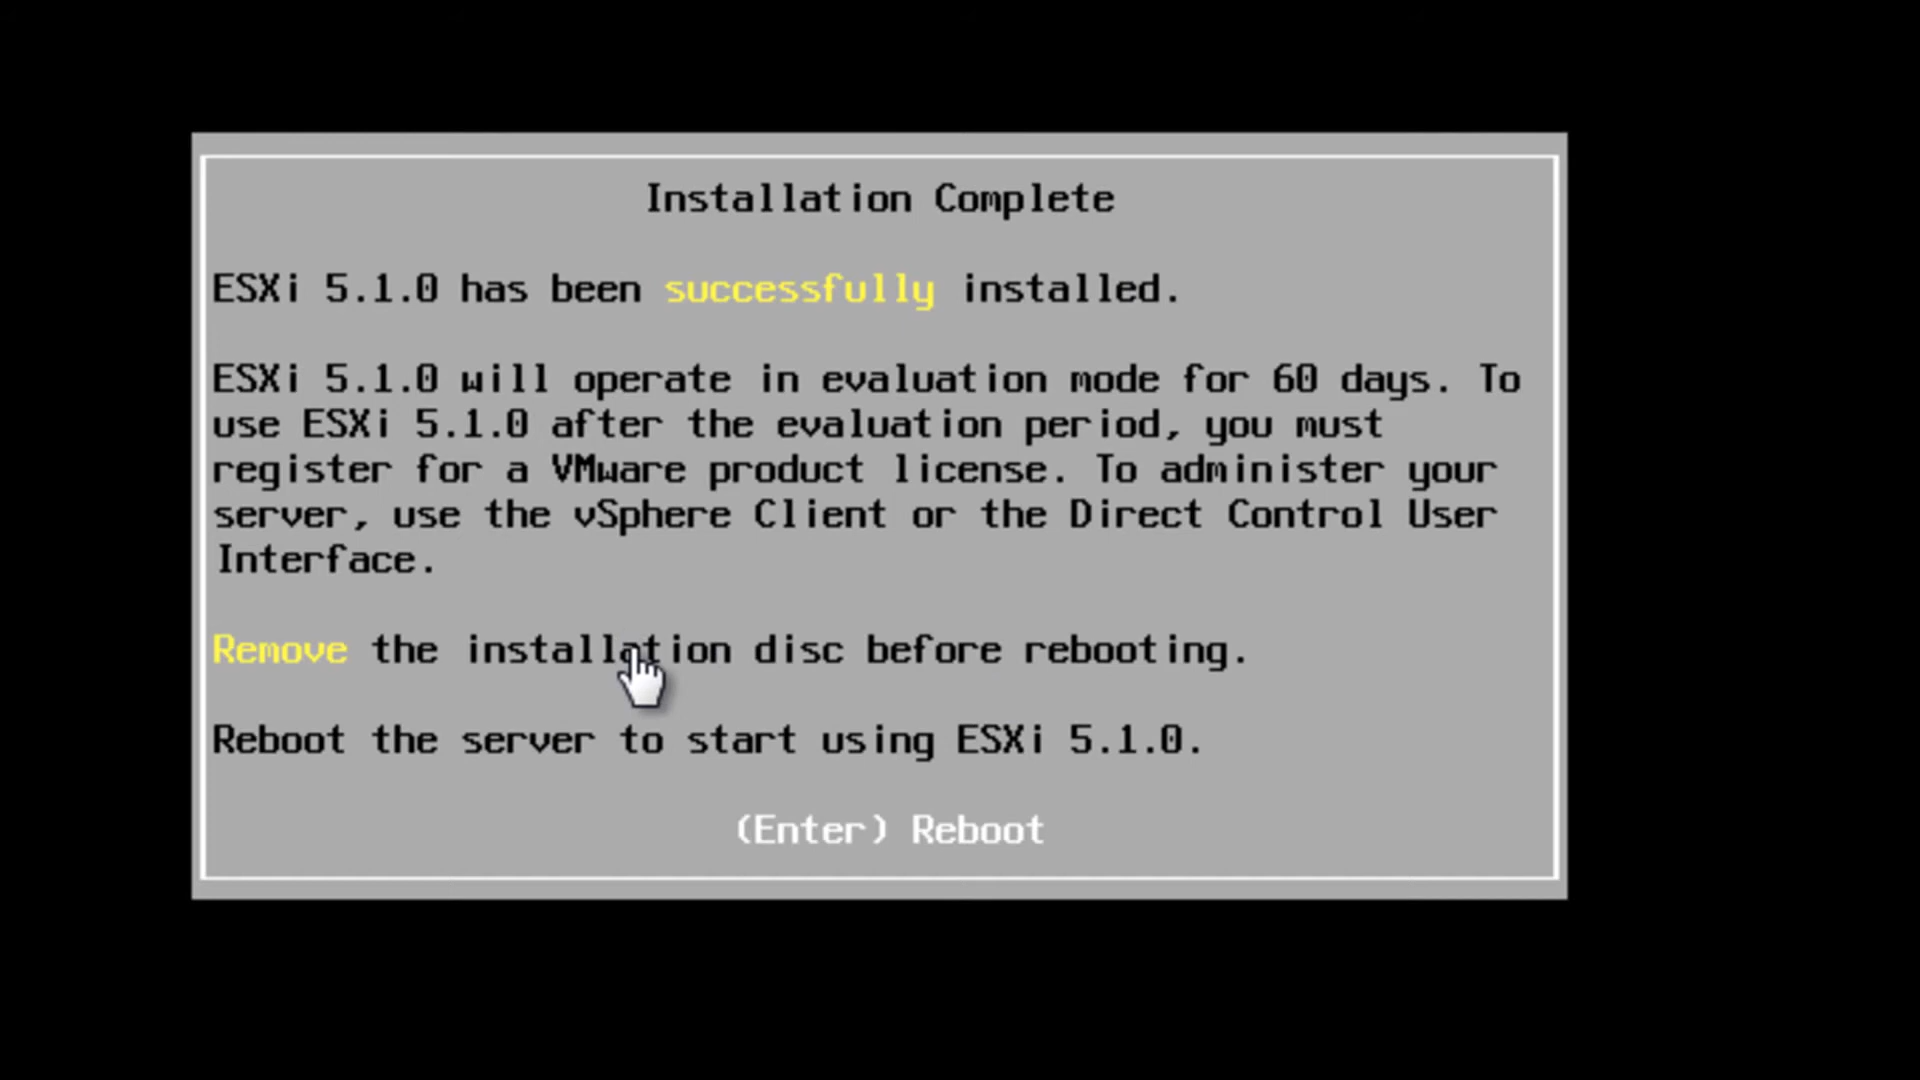 Installation Complete
ESXi 5.1.0 has been successfully installed.
ESXi 5.1.0 will operate in evaluation mode for 60 days. To
use ESXi 5.1.0 after the evaluation period, you must
register for a VMware product license. To administer your
server, use the vSphere Client or the Direct Control User
Interface.
Remove the installation disc before rebooting.
Reboot the server to start using ESXi 5.1.0.
(Enter) Reboot